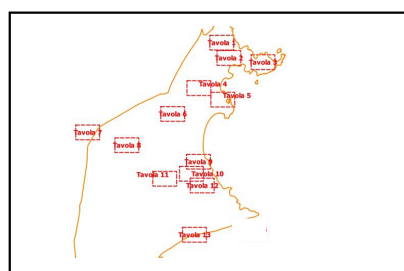 Tavola 1
Tavola 2
Tavola 3
Tavola 4
Tavola 5
Tavola 6
Tavola 7
Tavola 8
Tavola 9
Tavola 10
Tavola 11
Tavola 12
Tavola 13